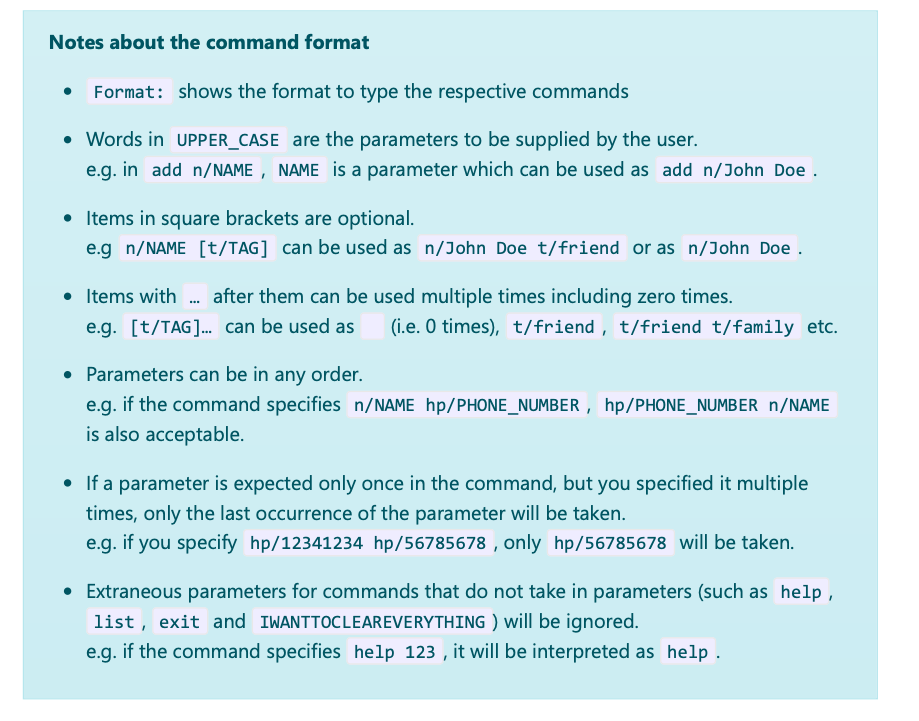 Notes about the command format
• Format: shows the format to type the respective commands
• Words in UPPER_CASE are the parameters to be supplied by the user.
e.g. in add n/NAME, NAME is a parameter which can be used as add n/John Doe.
• Items in square brackets are optional.
e.g n/NAME [t/TAG] can be used as n/John Doe t/friend or as n/John Doe.
• Items with … after them can be used multiple times including zero times.
e.g. [t/TAG]… can be used as   (i.e. 0 times), t/friend, t/friend t/family etc.
• Parameters can be in any order.
e.g. if the command specifies n/NAME hp/PHONE_NUMBER, hp/PHONE_NUMBER n/NAME
is also acceptable.
• If a parameter is expected only once in the command, but you specified it multiple
times, only the last occurrence of the parameter will be taken.
e.g. if you specify hp/12341234 hp/56785678, only hp/56785678 will be taken.
• Extraneous parameters for commands that do not take in parameters (such as help,
list, exit and IWANTTOCLEAREVERYTHING) will be ignored.
e.g. if the command specifies help 123, it will be interpreted as help.